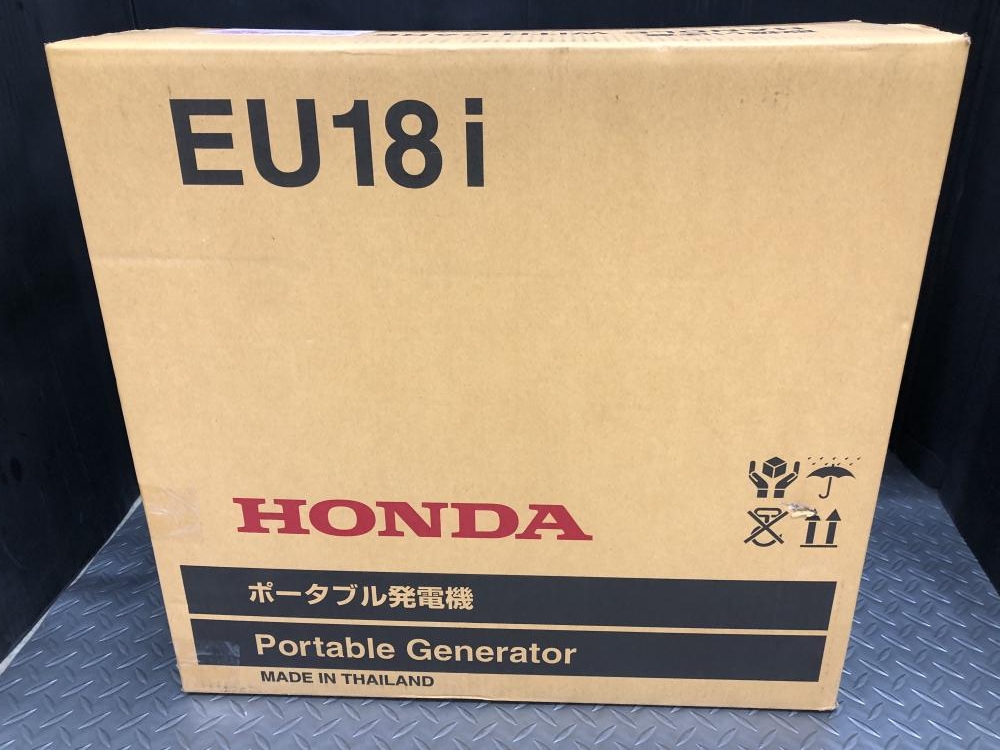 EU18i
HONDA
ポータブル発電機
Portable Generator
MADE IN THAILAND